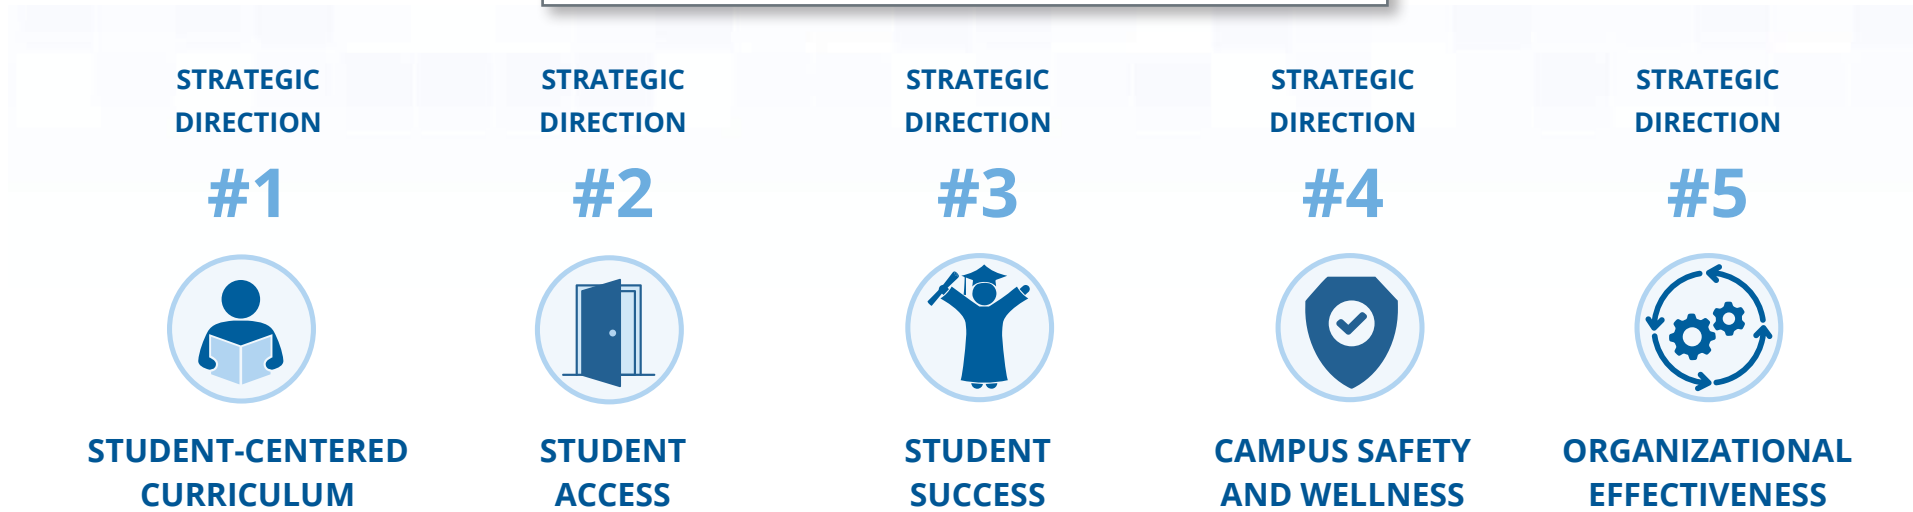 STRATEGIC
DIRECTION
#1
STUDENT-CENTERED
CURRICULUM
STRATEGIC
DIRECTION
#2
STUDENT
ACCESS
STRATEGIC
DIRECTION
#3
STUDENT
SUCCESS
STRATEGIC
DIRECTION
#4
CAMPUS SAFETY
AND WELLNESS
STRATEGIC
DIRECTION
#5
ORGANIZATIONAL
EFFECTIVENESS